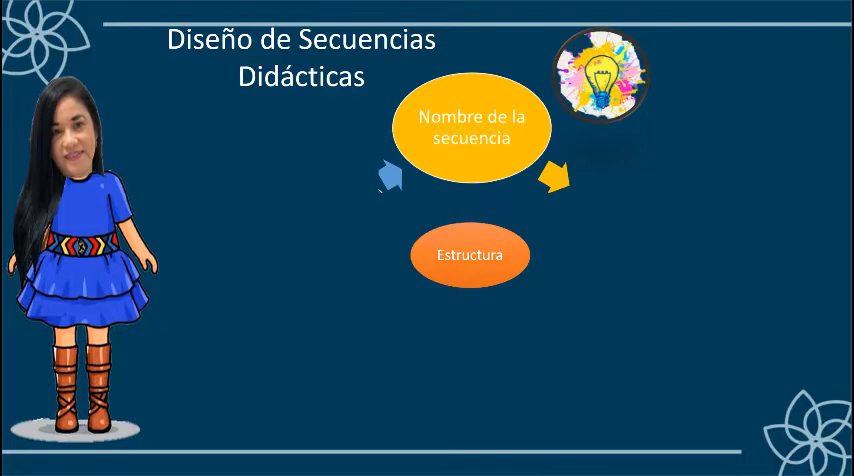 Diseño de Secuencias
Didácticas
Nombre de la
secuencia
Estructura